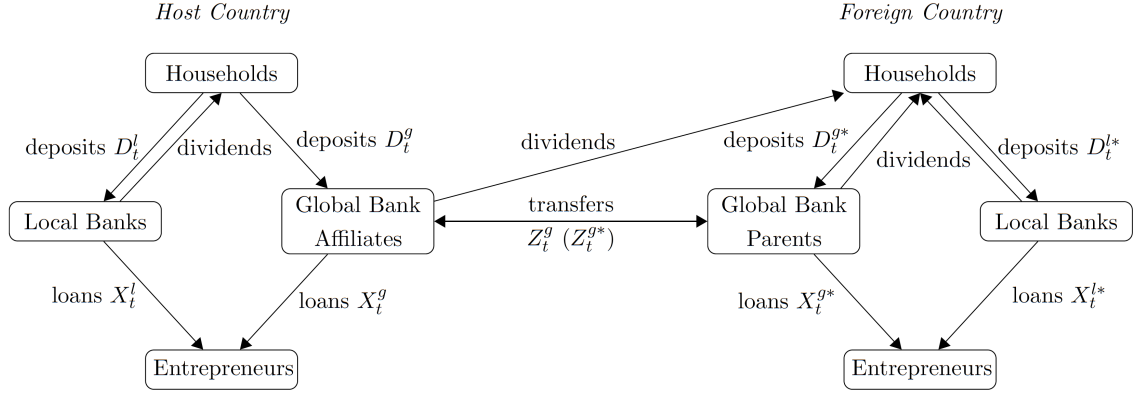 Host Country
Foreign Country
Households
Households
deposits $D_t^l$
dividends
deposits $D_t^g$
dividends
deposits $D_t^{g*}$
dividends
deposits $D_t^{l*}$
Local Banks
Global Bank
Affiliates
transfers
$Z_t^g$ ($Z_t^{g*}$)
Global Bank
Parents
Local Banks
loans $X_t^l$
loans $X_t^g$
loans $X_t^{g*}$
loans $X_t^{l*}$
Entrepreneurs
Entrepreneurs